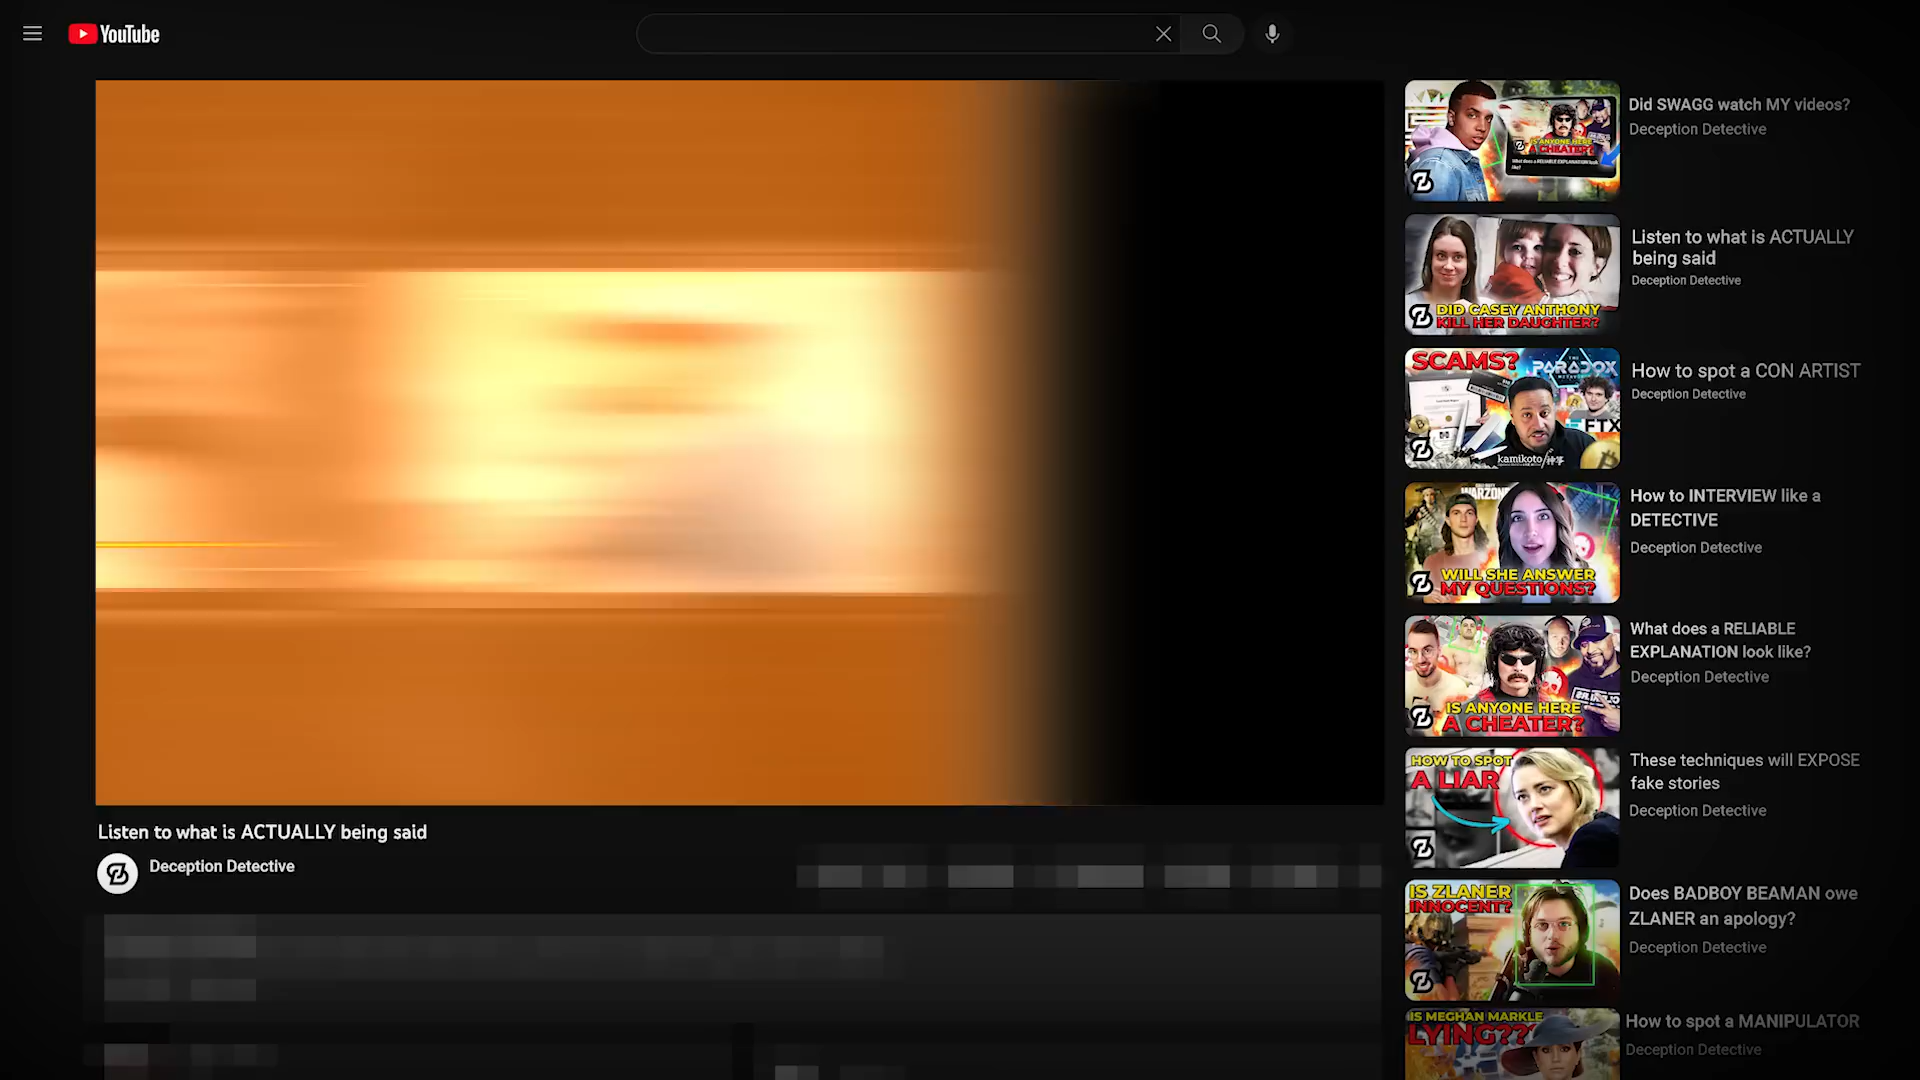 YouTube
Listen to what is ACTUALLY being said
Deception Detective
IS ANYONE HERE
A CHEATER?
What does a RELIABLE EXPLANATION look
like?
Did SWAGG watch MY videos?
Deception Detective
DID CASEY ANTHONY
KILL HER DAUGHTER?
Listen to what is ACTUALLY
being said
Deception Detective
SCAMS?
THE
PARADOX
FTX
kamikoto
How to spot a CON ARTIST
Deception Detective
WARZONE
WILL SHE ANSWER
MY QUESTIONS?
How to INTERVIEW like a
DETECTIVE
Deception Detective
IS ANYONE HERE
A CHEATER?
What does a RELIABLE
EXPLANATION look like?
Deception Detective
HOW TO SPOT
A LIAR
These techniques will EXPOSE
fake stories
Deception Detective
IS ZLANER
INNOCENT?
Does BADBOY BEAMAN owe
ZLANER an apology?
Deception Detective
IS MEGHAN MARKLE
LYING???
How to spot a MANIPULATOR
Deception Detective